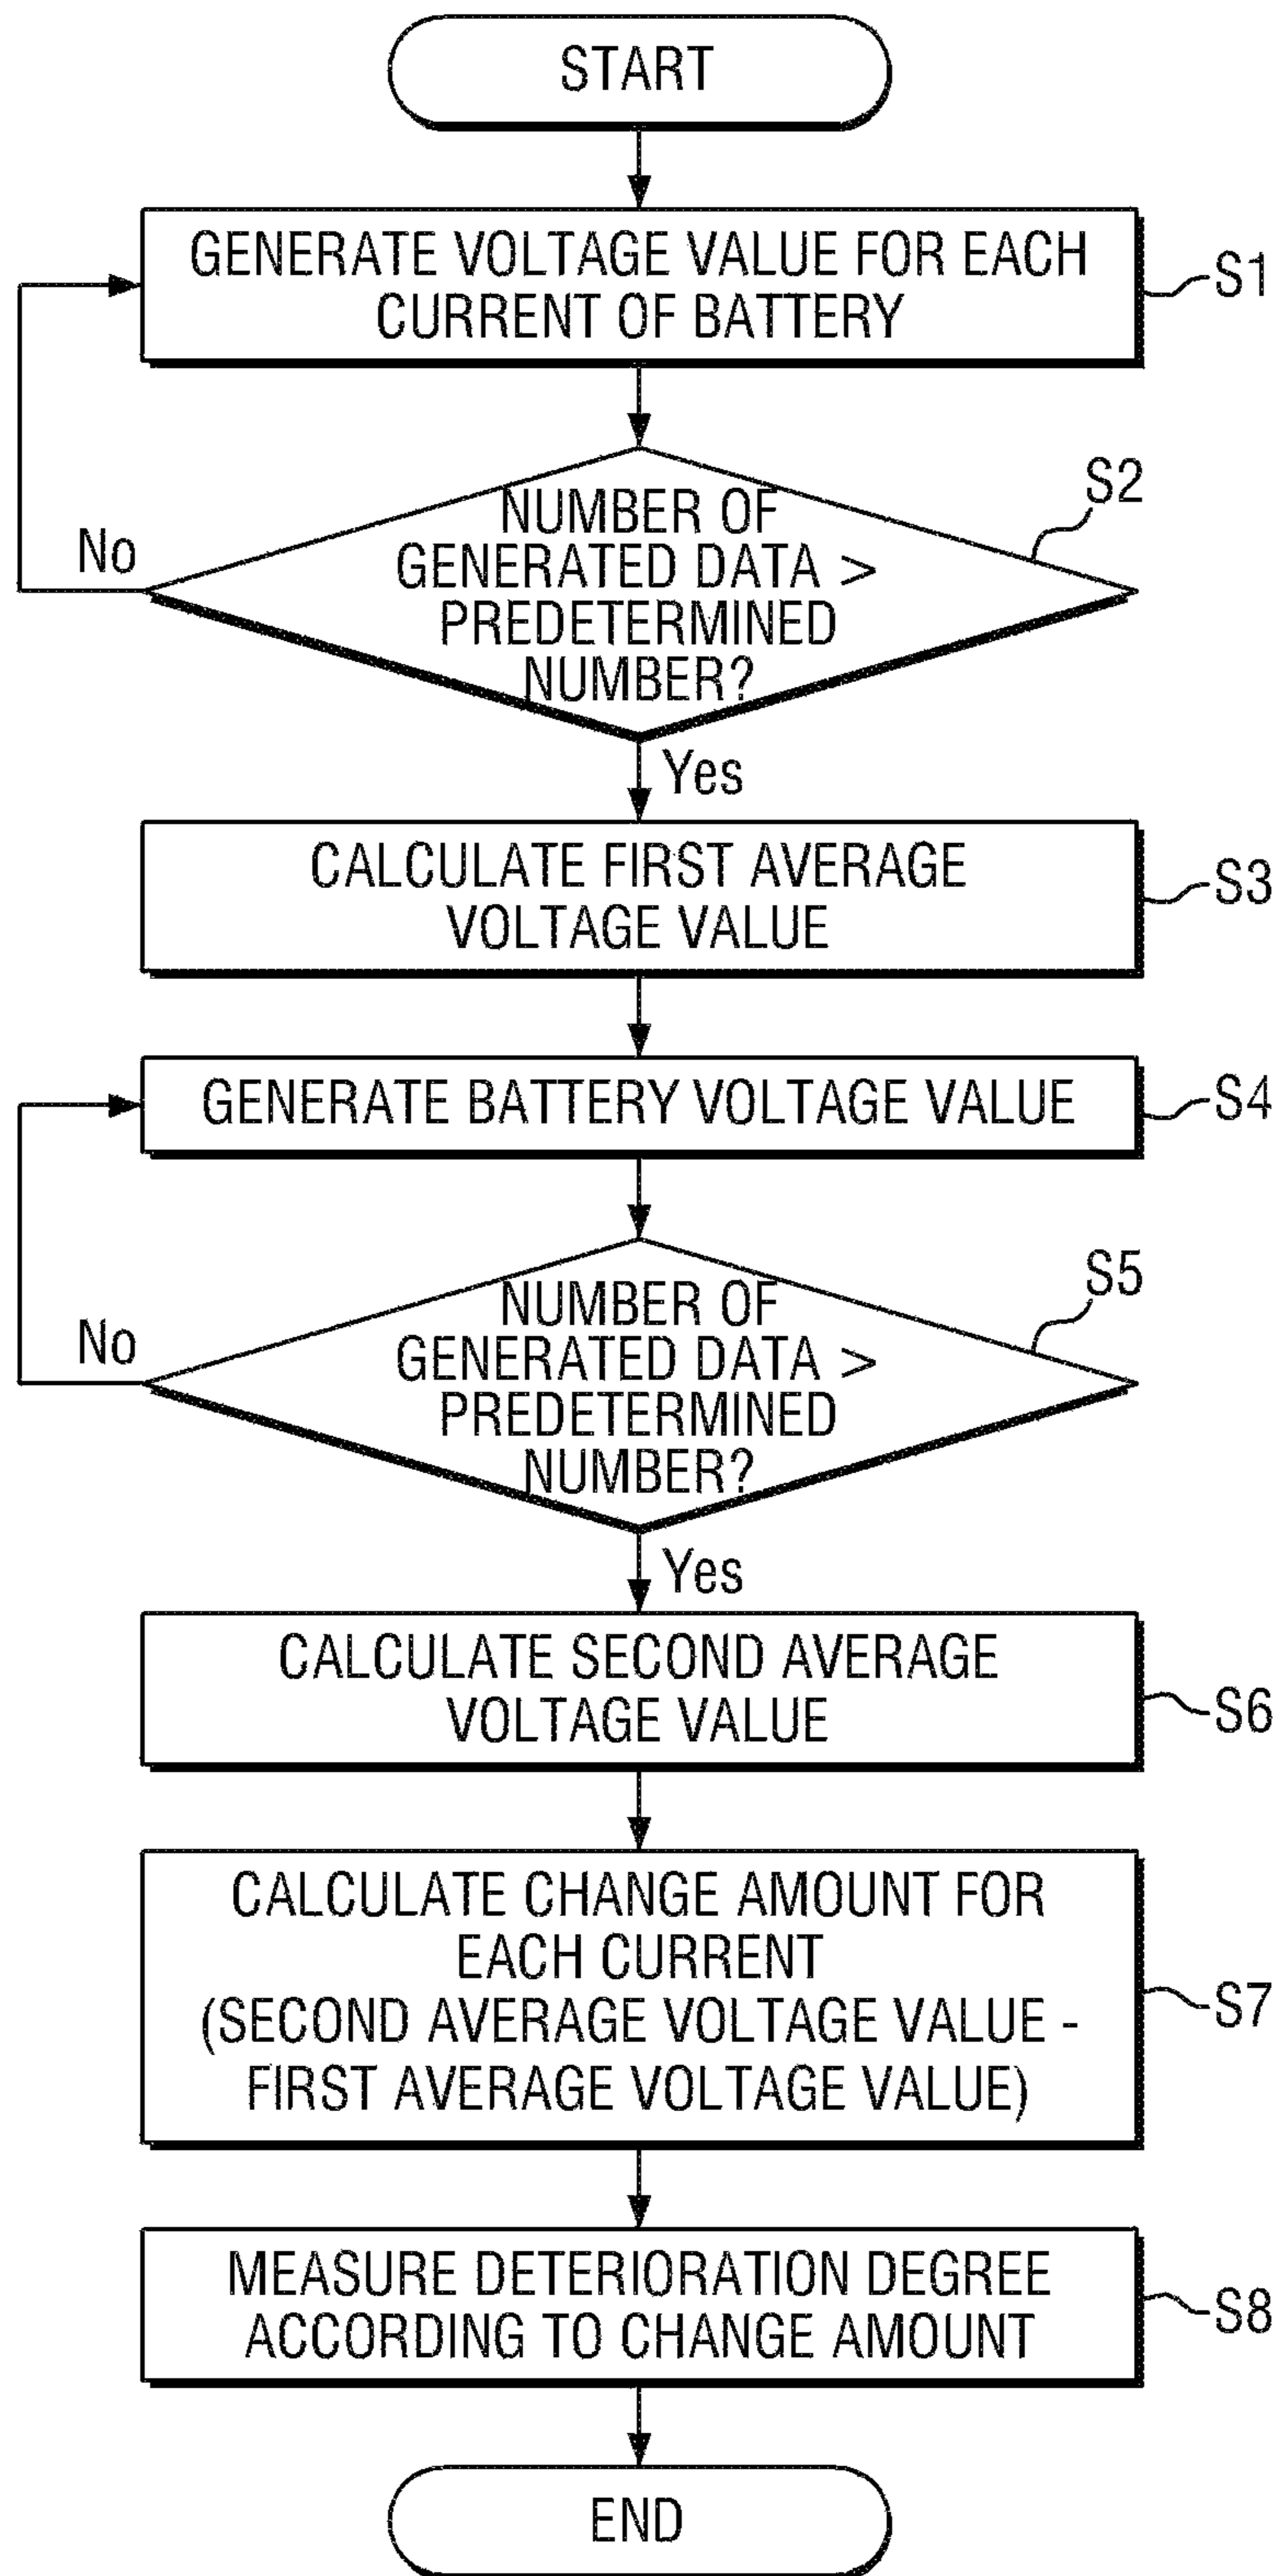 START
GENERATE VOLTAGE VALUE FOR EACH
CURRENT OF BATTERY
S1
NUMBER OF
GENERATED DATA >
PREDETERMINED
NUMBER?
S2
No
Yes
CALCULATE FIRST AVERAGE
VOLTAGE VALUE
S3
GENERATE BATTERY VOLTAGE VALUE
S4
NUMBER OF
GENERATED DATA >
PREDETERMINED
NUMBER?
S5
No
Yes
CALCULATE SECOND AVERAGE
VOLTAGE VALUE
S6
CALCULATE CHANGE AMOUNT FOR
EACH CURRENT
(SECOND AVERAGE VOLTAGE VALUE -
FIRST AVERAGE VOLTAGE VALUE)
S7
MEASURE DETERIORATION DEGREE
ACCORDING TO CHANGE AMOUNT
S8
END